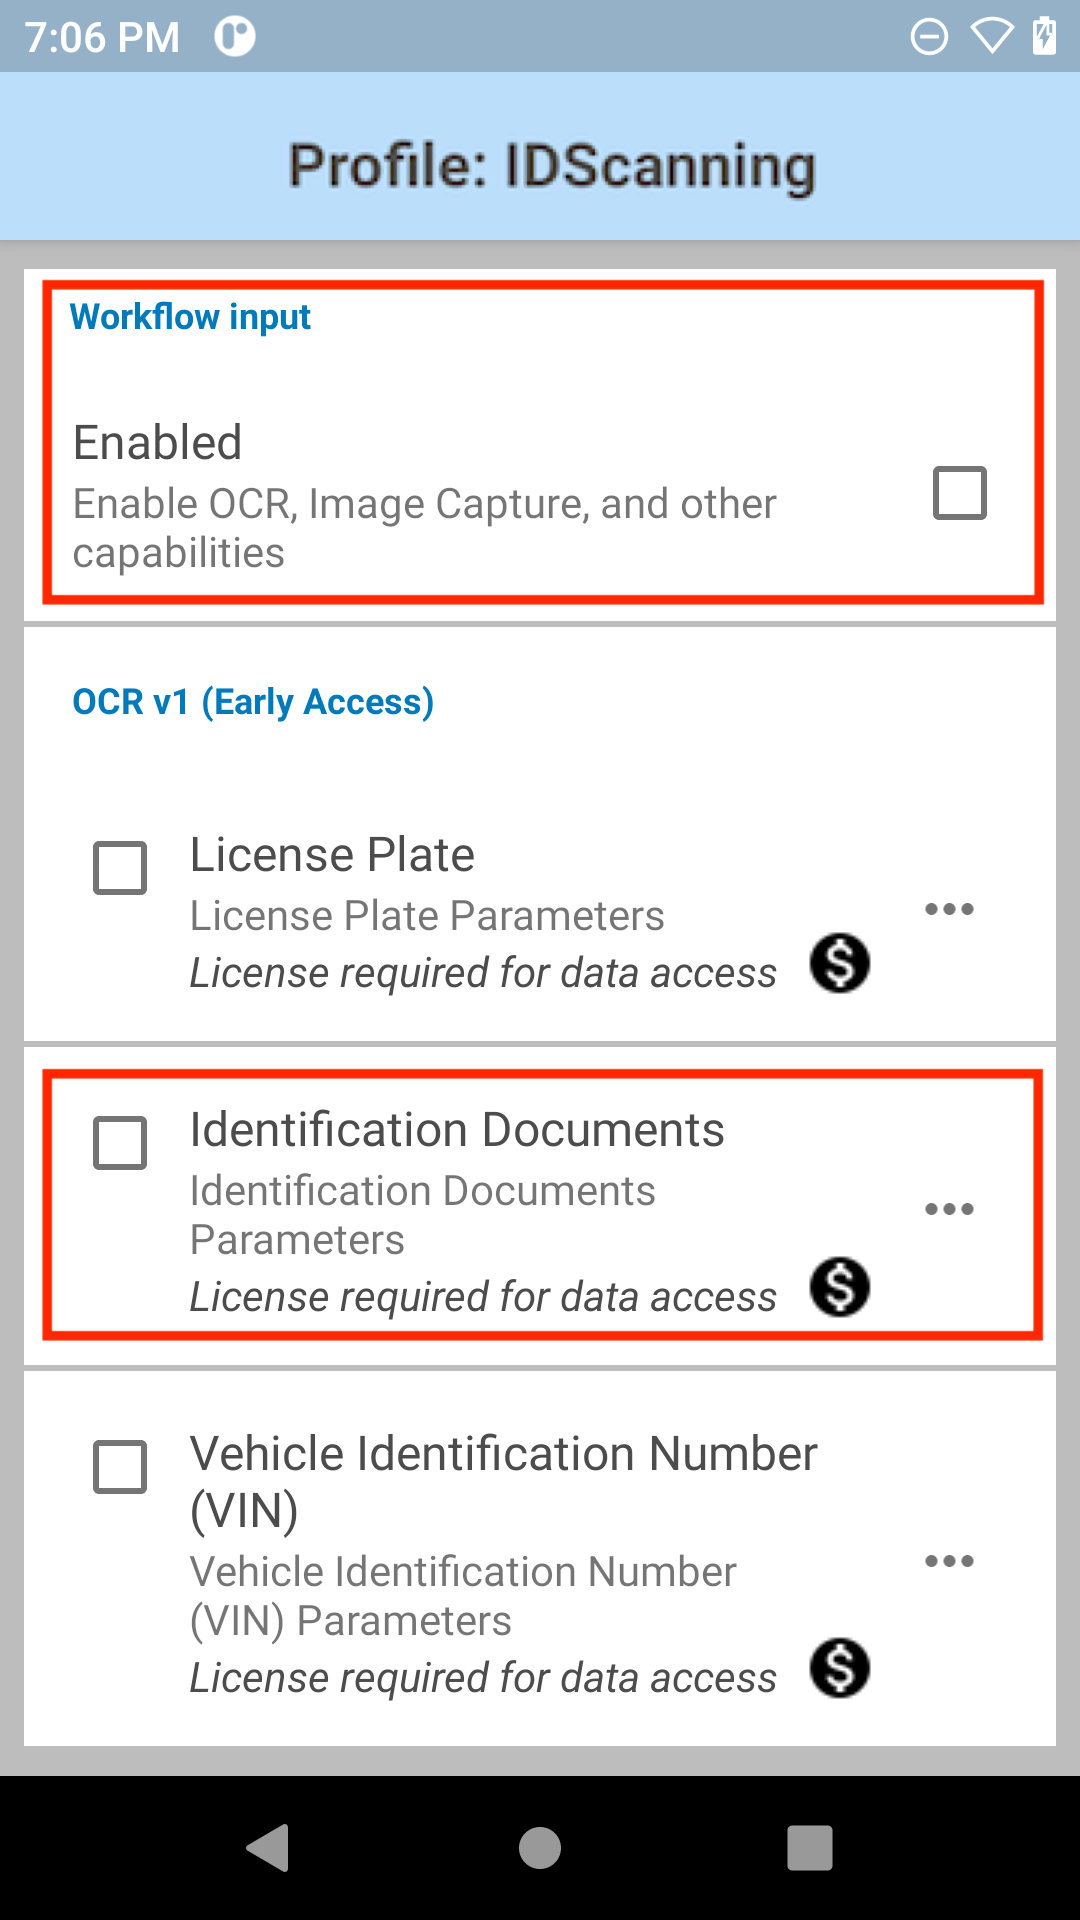 7:06 PM
Profile: IDScanning
Workflow input
Enabled
Enable OCR, Image Capture, and other
capabilities
OCR v1 (Early Access)
License Plate
License Plate Parameters
License required for data access
Identification Documents
Identification Documents
Parameters
License required for data access
Vehicle Identification Number
(VIN)
Vehicle Identification Number
(VIN) Parameters
License required for data access